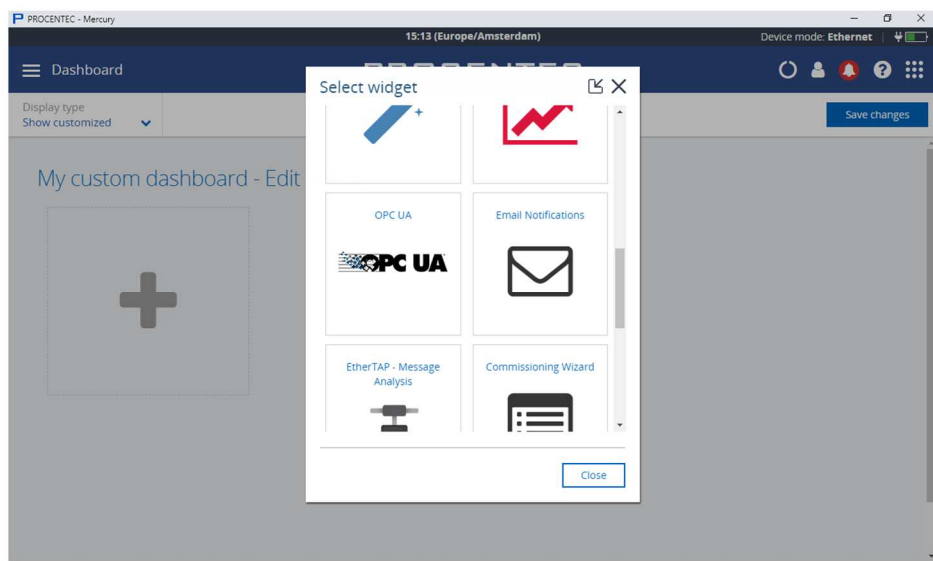 PROCENTEC - Mercury
15:13 (Europe/Amsterdam)
Device mode: Ethernet
Dashboard
Select widget
Display type
Show customized
Save changes
My custom dashboard - Edit
OPC UA
Email Notifications
OPC UA
EtherTAP - Message
Analysis
Commissioning Wizard
Close